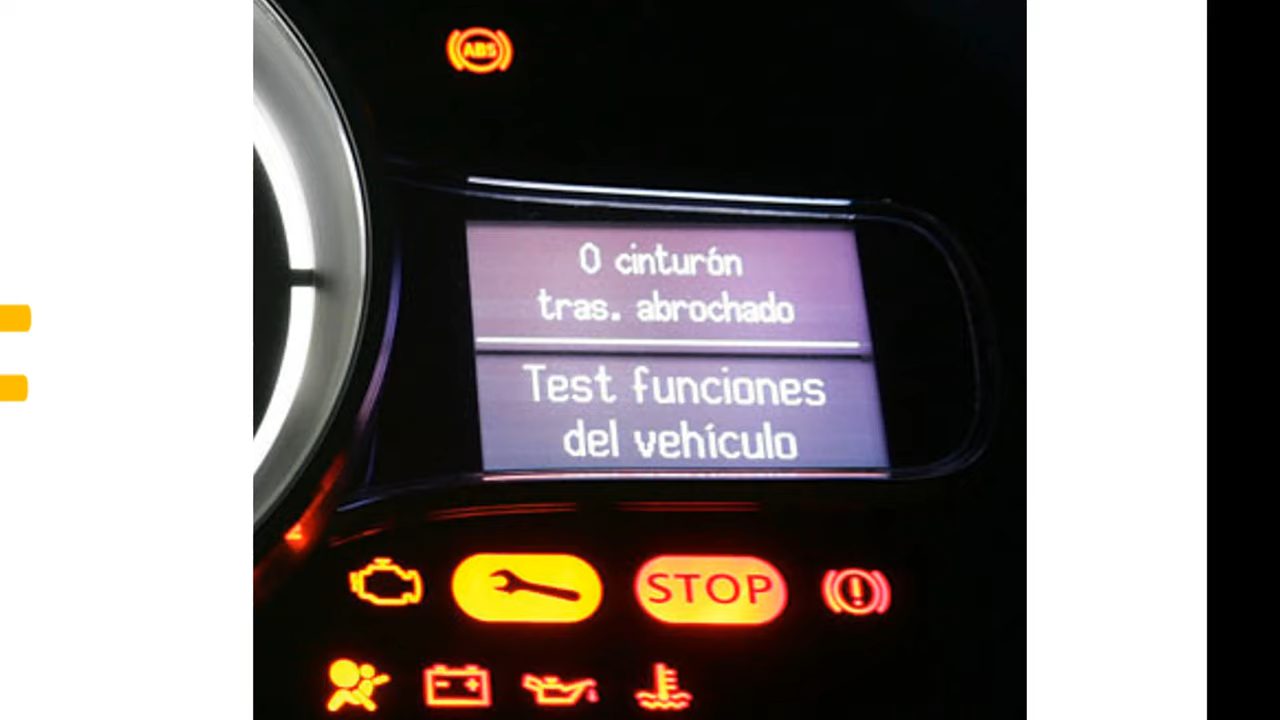 ABS
0 cinturón
tras. abrochado
Test funciones
del vehículo
STOP